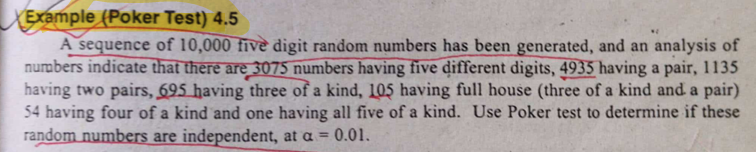 Example (Poker Test) 4.5
A sequence of 10,000 five digit random numbers has been generated, and an analysis of
numbers indicate that there are 3075 numbers having five different digits, 4935 having a pair, 1135
having two pairs, 695 having three of a kind, 105 having full house (three of a kind and a pair)
54 having four of a kind and one having all five of a kind. Use Poker test to determine if these
random numbers are independent, at α = 0.01.